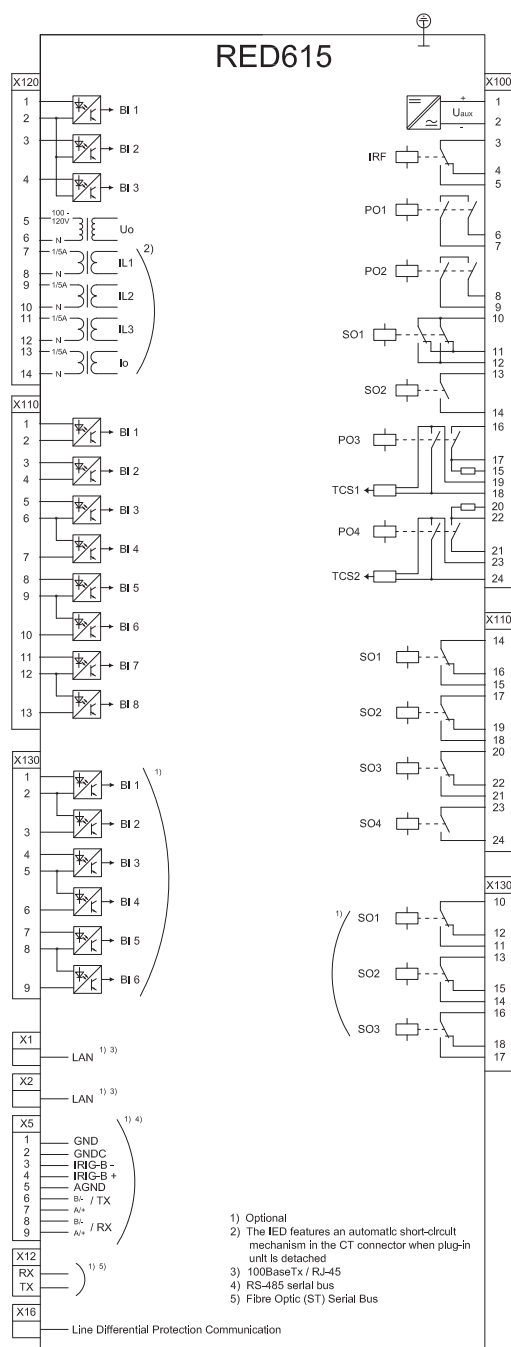 RED615
X120
1
2
BI 1
3
BI 2
4
BI 3
5
100 -
120V
Uo
6
N
7
1/5A
2)
IL1
8
N
9
1/5A
IL2
10
N
11
1/5A
IL3
12
N
13
1/5A
Io
14
N
X110
1
2
BI 1
3
4
BI 2
5
6
BI 3
BI 4
7
8
9
BI 5
BI 6
10
11
12
BI 7
BI 8
13
X130
1
2
BI 1
1)
BI 2
3
4
5
BI 3
BI 4
6
7
8
BI 5
BI 6
9
X1
LAN 1) 3)
X2
LAN 1) 3)
X5
1) 4)
1 GND
2 GNDC
3 IRIG-B -
4 IRIG-B +
5 AGND
6 B/- / TX
7 A/+
8 B/- / RX
9 A/+
X12
RX
TX
1) 5)
X16
Line Differential Protection Communication
X100
+
1
Uaux
2
-
IRF
3
4
5
PO1
6
7
PO2
8
9
SO1
10
11
12
SO2
13
14
PO3
16
17
15
19
TCS1
18
20
22
PO4
21
23
TCS2
24
X110
14
SO1
16
15
17
SO2
19
18
20
SO3
22
21
23
SO4
24
X130
10
1)
SO1
12
11
13
SO2
15
14
16
SO3
18
17
1) Optional
2) The IED features an automatic short-circuit
mechanism in the CT connector when plug-in
unit is detached
3) 100BaseTx / RJ-45
4) RS-485 serial bus
5) Fibre Optic (ST) Serial Bus